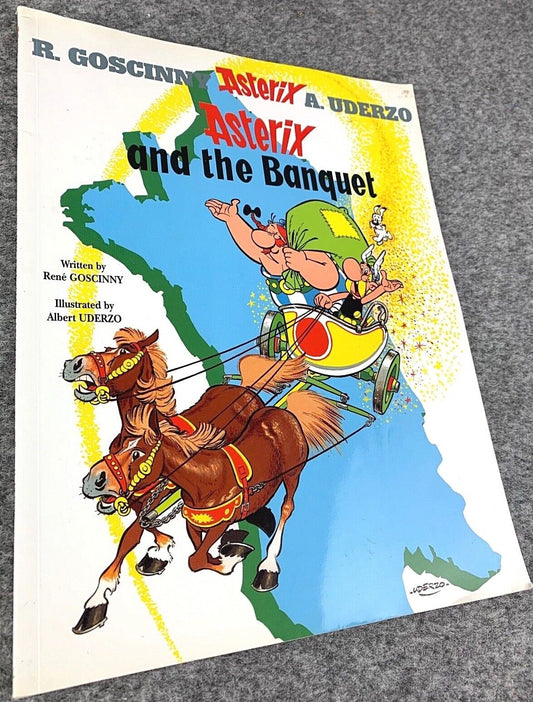 R. GOSCINNY Asterix A. UDERZO
Asterix
and the Banquet
Written by
René GOSCINNY
Illustrated by
Albert UDERZO
UDERZO